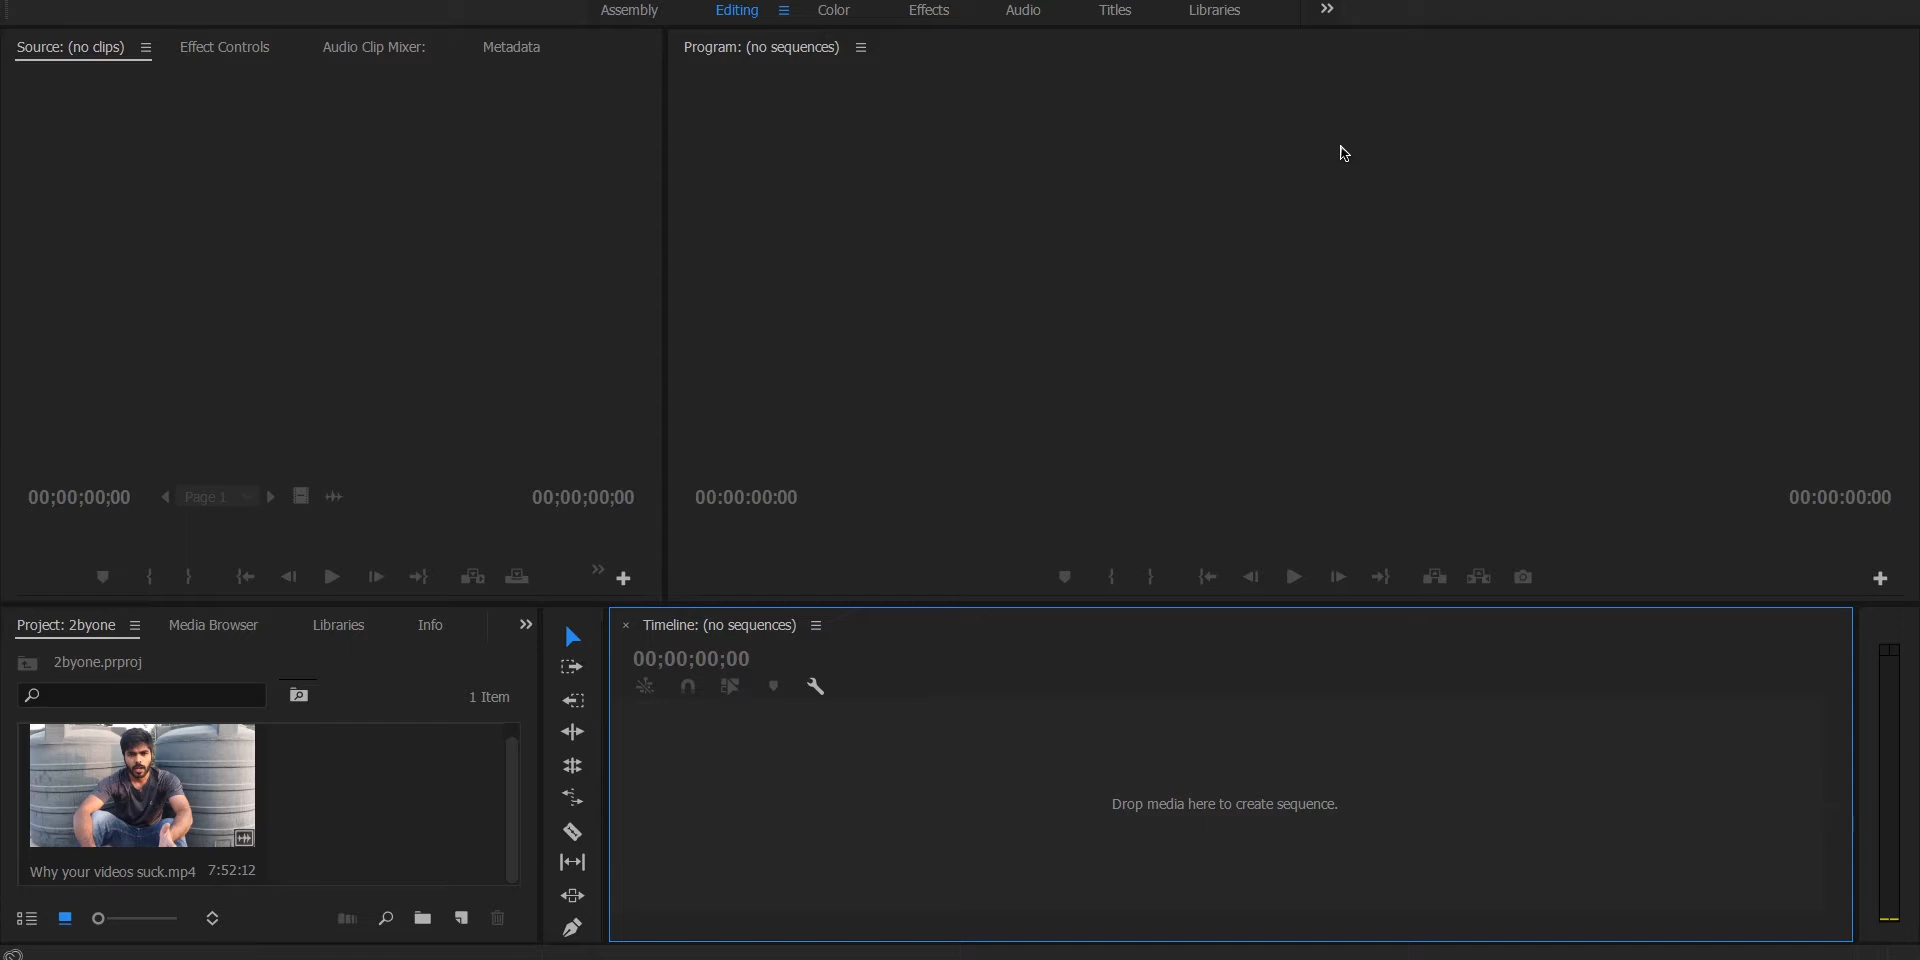 Assembly Editing Color Effects Audio Titles Libraries
Source: (no clips) Effect Controls Audio Clip Mixer: Metadata
Program: (no sequences)
00;00;00;00 Page 1 00;00;00;00
00:00:00:00 00:00:00:00
Project: 2byone Media Browser Libraries Info
2byone.prproj
1 Item
Why your videos suck.mp4 7:52:12
Timeline: (no sequences)
00;00;00;00
Drop media here to create sequence.